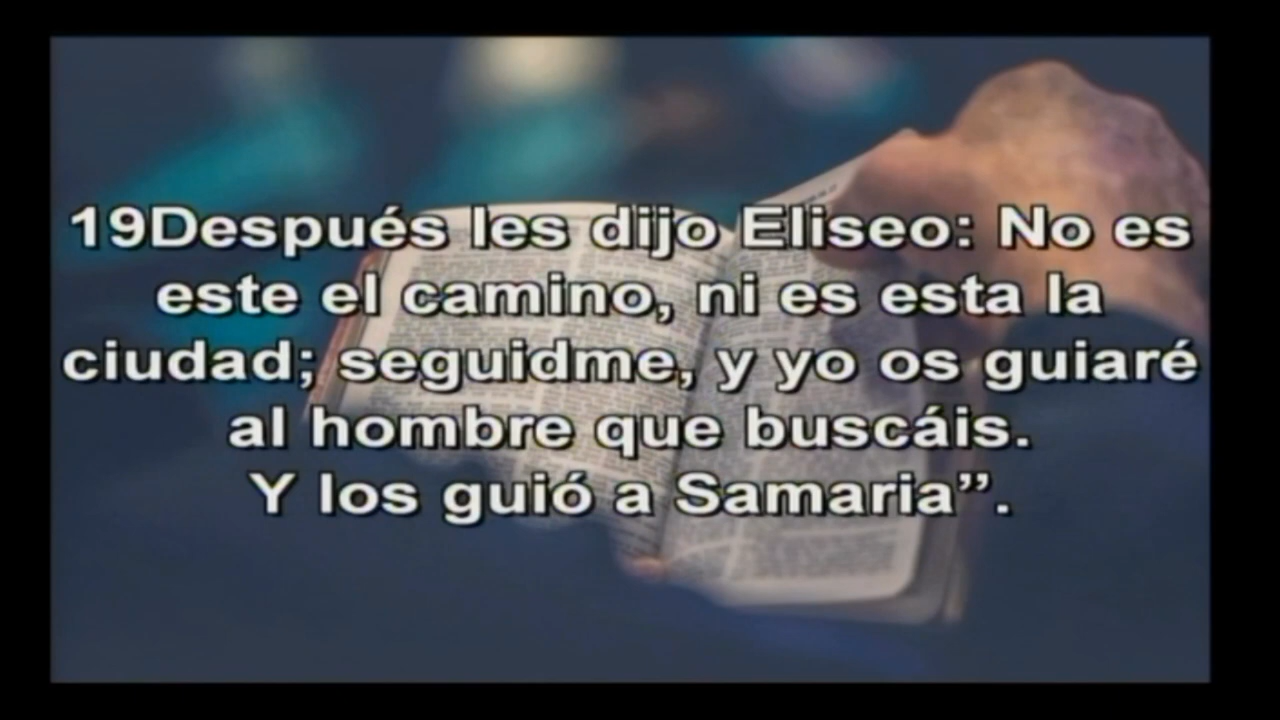 19Después les dijo Eliseo: No es
este el camino, ni es esta la
ciudad; seguidme, y yo os guiaré
al hombre que buscáis.
Y los guió a Samaria”.